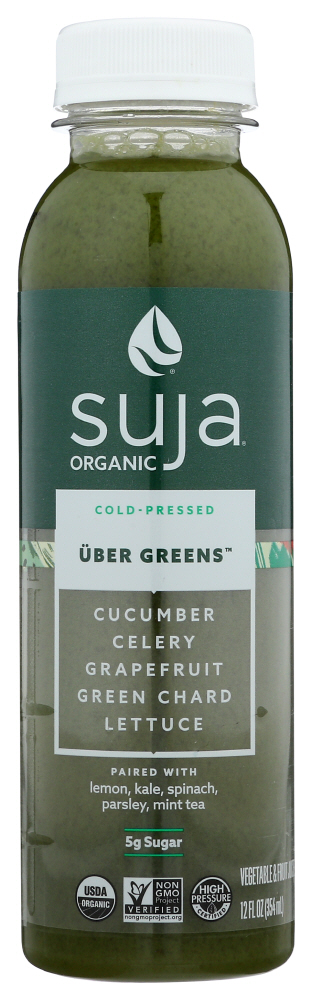 suja
ORGANIC
COLD-PRESSED
ÜBER GREENS™
CUCUMBER
CELERY
GRAPEFRUIT
GREEN CHARD
LETTUCE
PAIRED WITH
lemon, kale, spinach,
parsley, mint tea
5g Sugar
USDA
ORGANIC
NON
GMO
Project
VERIFIED
nongmoproject.org
HIGH
PRESSURE
CERTIFIED
VEGETABLE & FRUIT
12 FL OZ (354 mL)